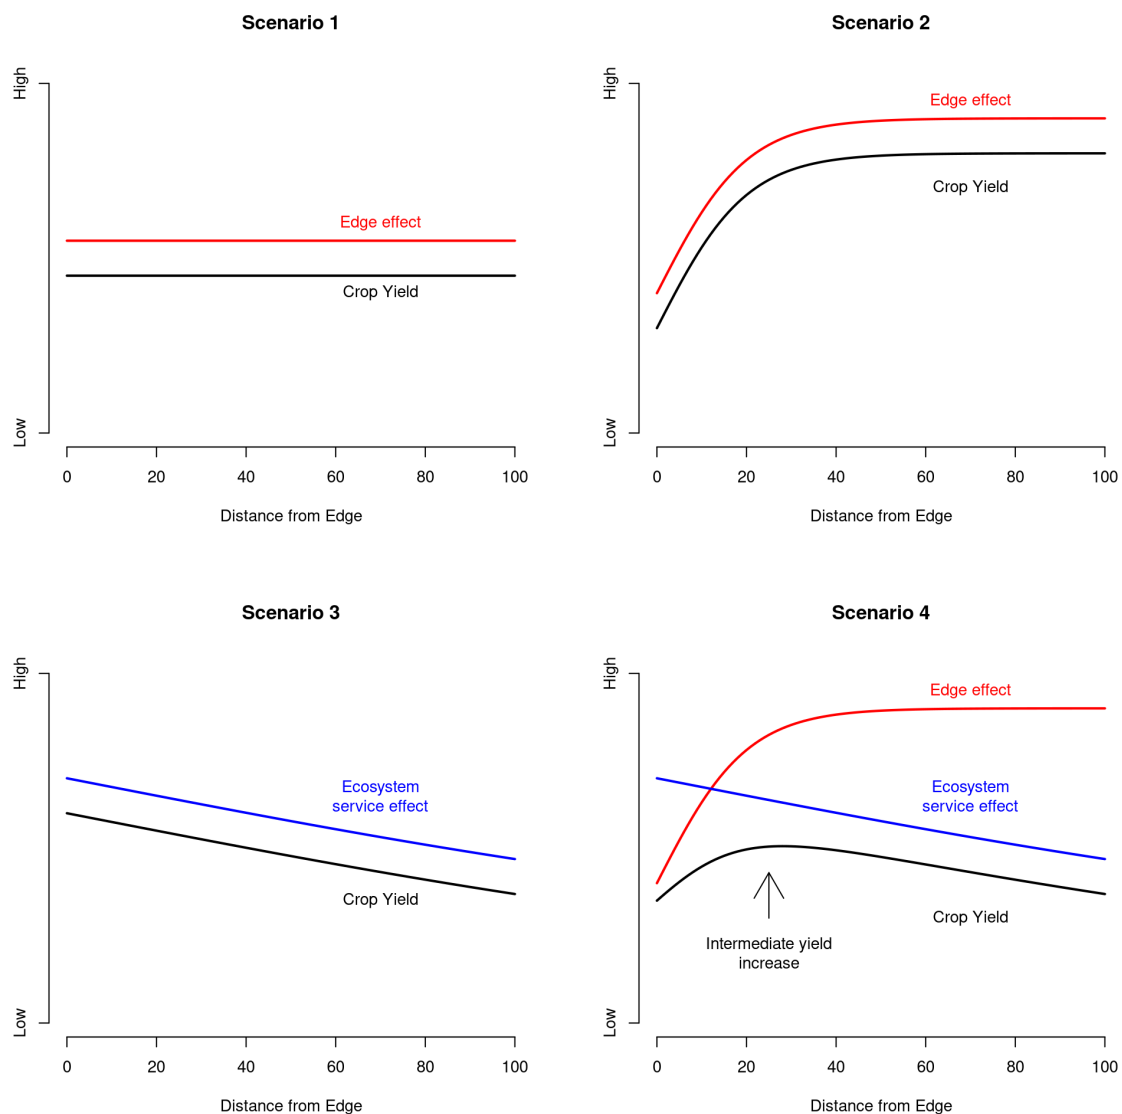 Scenario 1
High
Edge effect
Crop Yield
Low
0 20 40 60 80 100
Distance from Edge
Scenario 2
High
Edge effect
Crop Yield
Low
0 20 40 60 80 100
Distance from Edge
Scenario 3
High
Ecosystem
service effect
Crop Yield
Low
0 20 40 60 80 100
Distance from Edge
Scenario 4
High
Edge effect
Ecosystem
service effect
Crop Yield
Intermediate yield
increase
Low
0 20 40 60 80 100
Distance from Edge